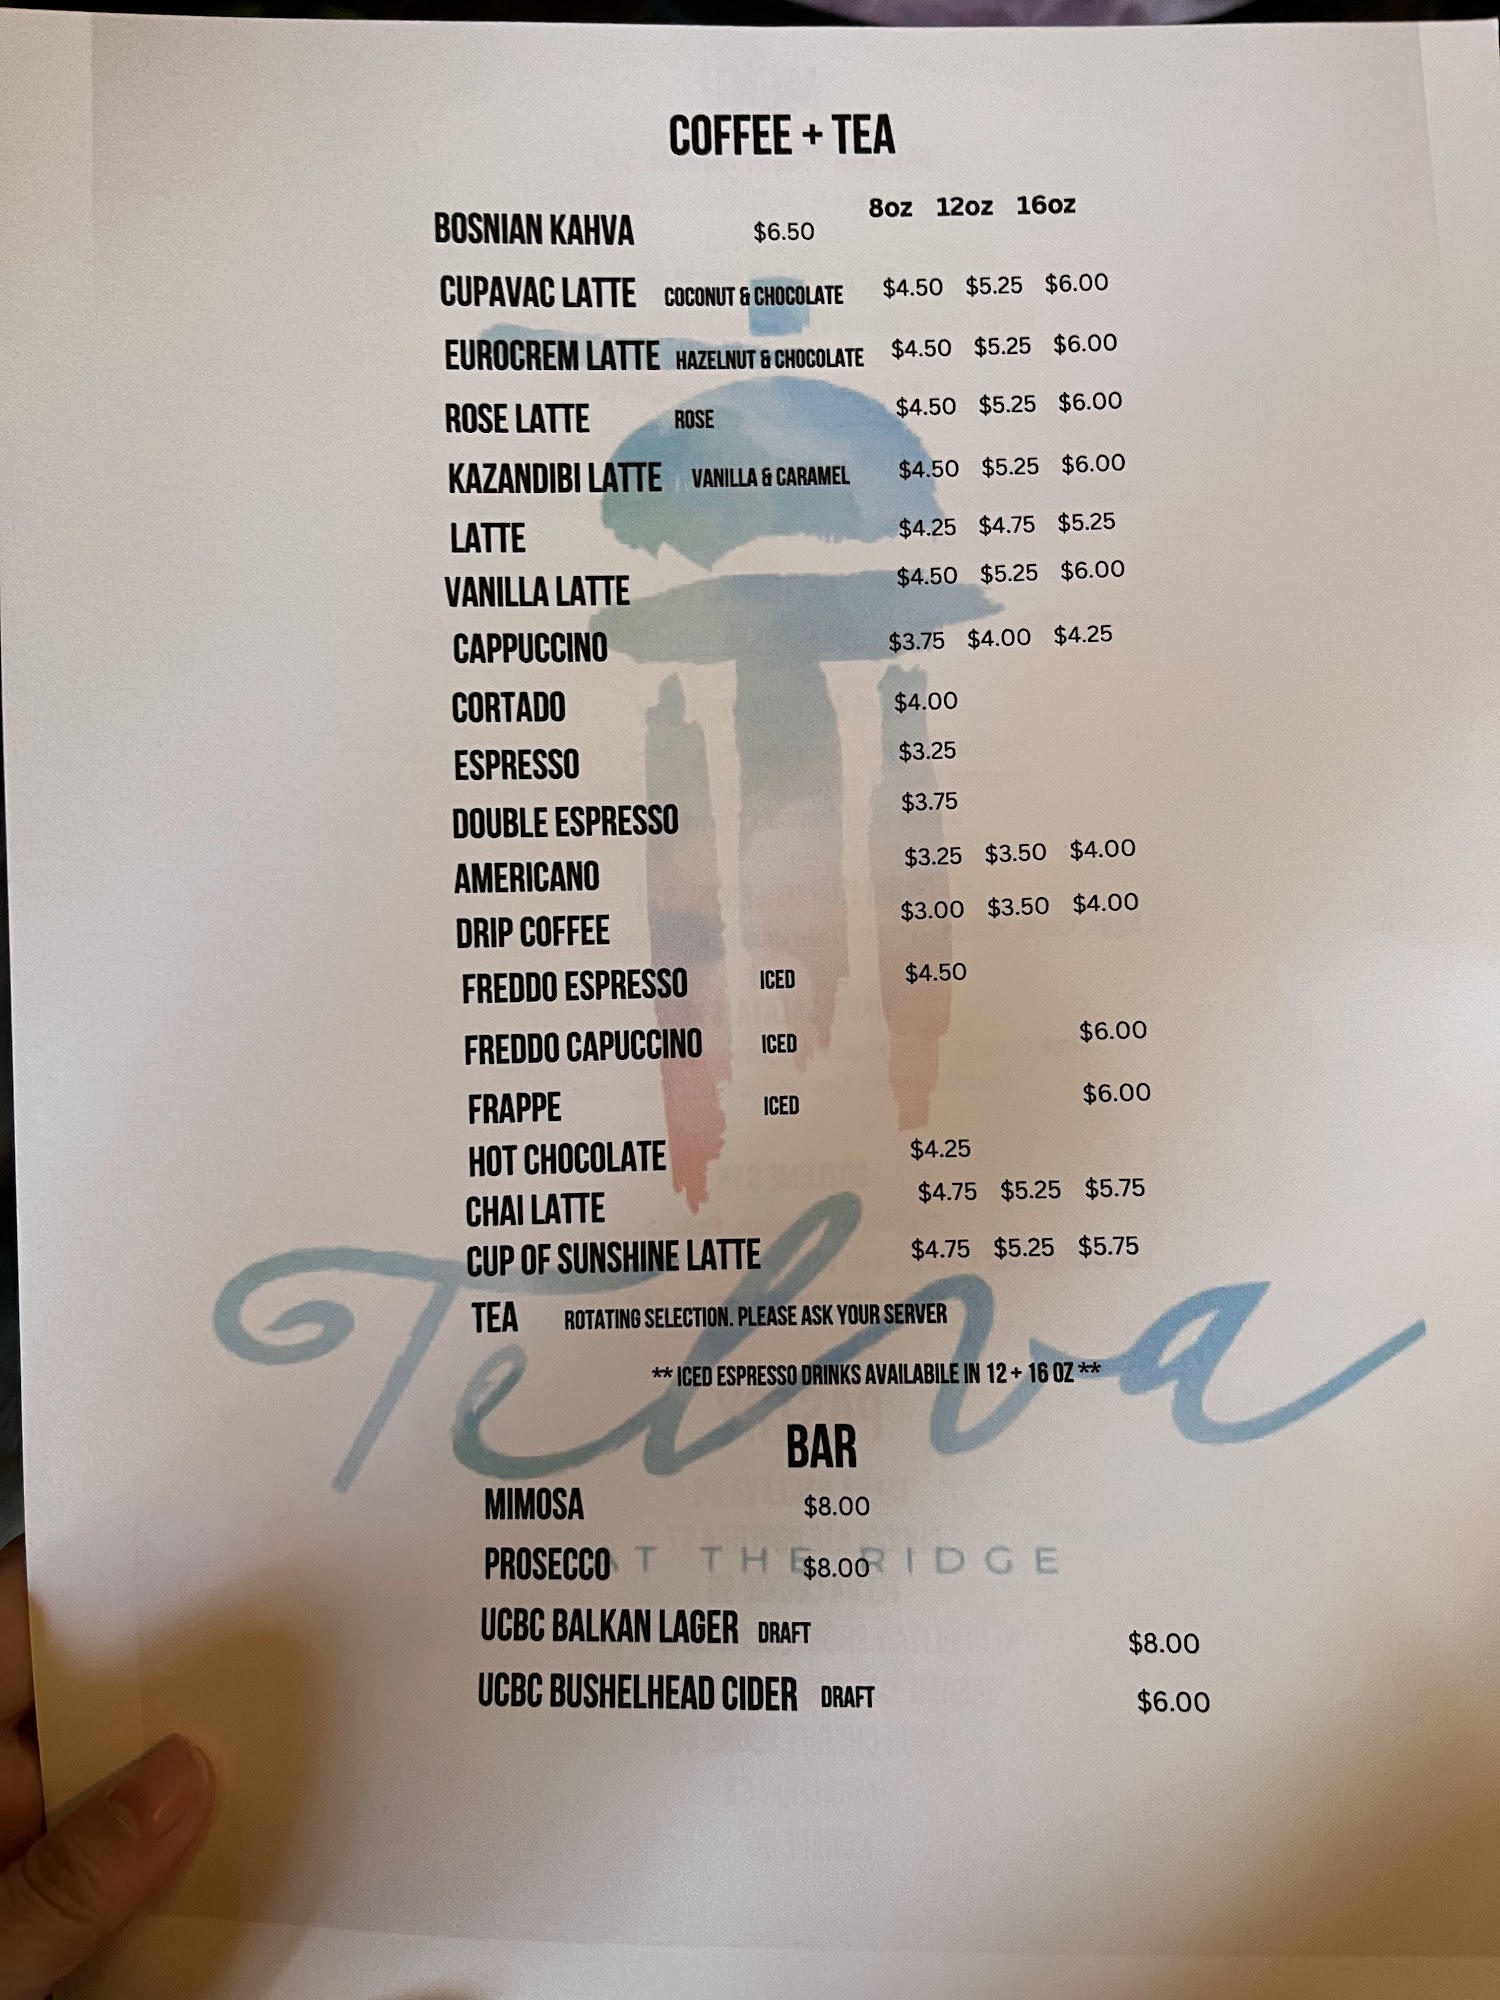 COFFEE + TEA
8oz 12oz 16oz
BOSNIAN KAHVA $6.50
CUPAVAC LATTE COCONUT & CHOCOLATE $4.50 $5.25 $6.00
EUROCREM LATTE HAZELNUT & CHOCOLATE $4.50 $5.25 $6.00
ROSE LATTE ROSE $4.50 $5.25 $6.00
KAZANDIBI LATTE VANILLA & CARAMEL $4.50 $5.25 $6.00
LATTE $4.25 $4.75 $5.25
VANILLA LATTE $4.50 $5.25 $6.00
CAPPUCCINO $3.75 $4.00 $4.25
CORTADO $4.00
ESPRESSO $3.25
DOUBLE ESPRESSO $3.75
AMERICANO $3.25 $3.50 $4.00
DRIP COFFEE $3.00 $3.50 $4.00
FREDDO ESPRESSO ICED $4.50
FREDDO CAPUCCINO ICED $6.00
FRAPPE ICED $6.00
HOT CHOCOLATE $4.25
CHAI LATTE $4.75 $5.25 $5.75
CUP OF SUNSHINE LATTE $4.75 $5.25 $5.75
TEA ROTATING SELECTION. PLEASE ASK YOUR SERVER
** ICED ESPRESSO DRINKS AVAILABILE IN 12 + 16 OZ **
Telva
BAR
MIMOSA $8.00
PROSECCO $8.00
AT THE RIDGE
UCBC BALKAN LAGER DRAFT $8.00
UCBC BUSHELHEAD CIDER DRAFT $6.00